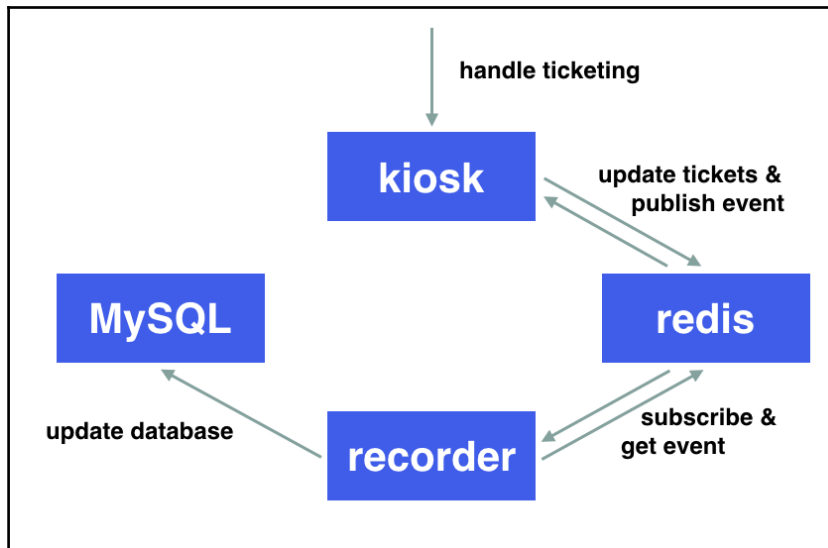 handle ticketing
kiosk
update tickets &
publish event
MySQL
redis
update database
recorder
subscribe &
get event